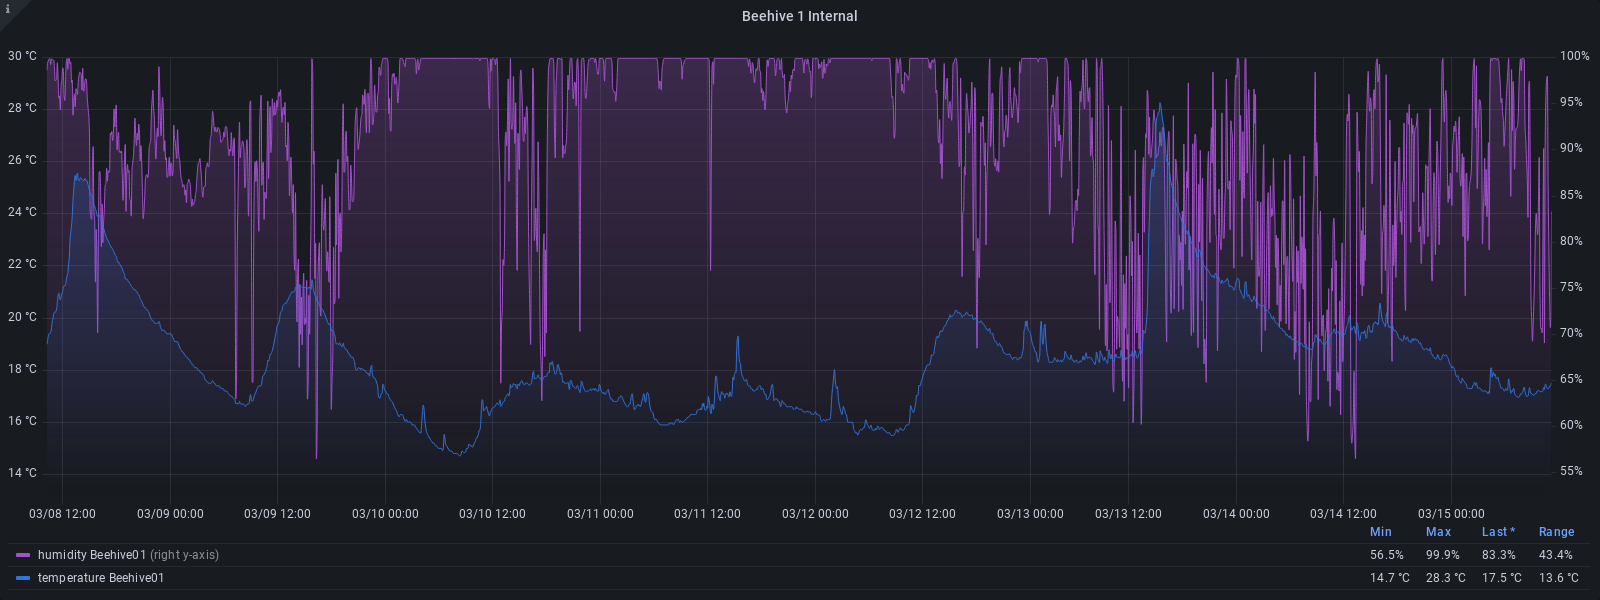 i
Beehive 1 Internal
30 °C 100%
28 °C 95%
26 °C 90%
24 °C 85%
22 °C 80%
20 °C 75%
18 °C 70%
16 °C 65%
14 °C 60%
55%
03/08 12:00 03/09 00:00 03/09 12:00 03/10 00:00 03/10 12:00 03/11 00:00 03/11 12:00 03/12 00:00 03/12 12:00 03/13 00:00 03/13 12:00 03/14 00:00 03/14 12:00 03/15 00:00
Min Max Last * Range
humidity Beehive01 (right y-axis) 56.5% 99.9% 83.3% 43.4%
temperature Beehive01 14.7 °C 28.3 °C 17.5 °C 13.6 °C